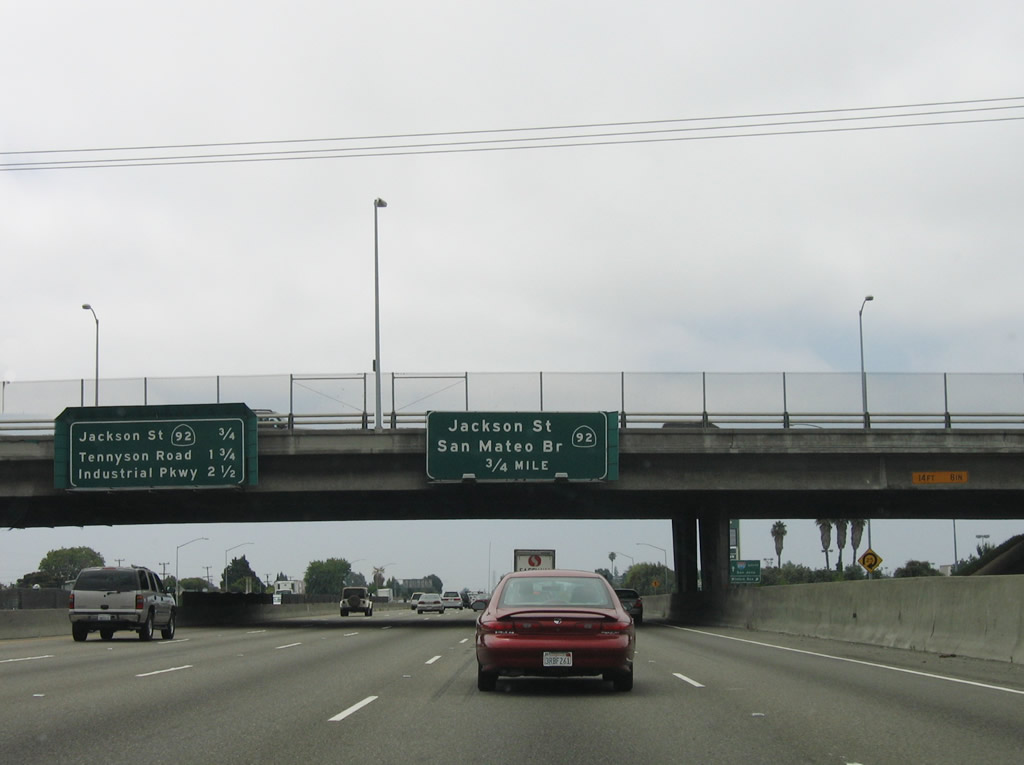 Jackson St 92 3/4
Tennyson Road 1 3/4
Industrial Pkwy 2 1/2
Jackson St
San Mateo Br 92
3/4 MILE